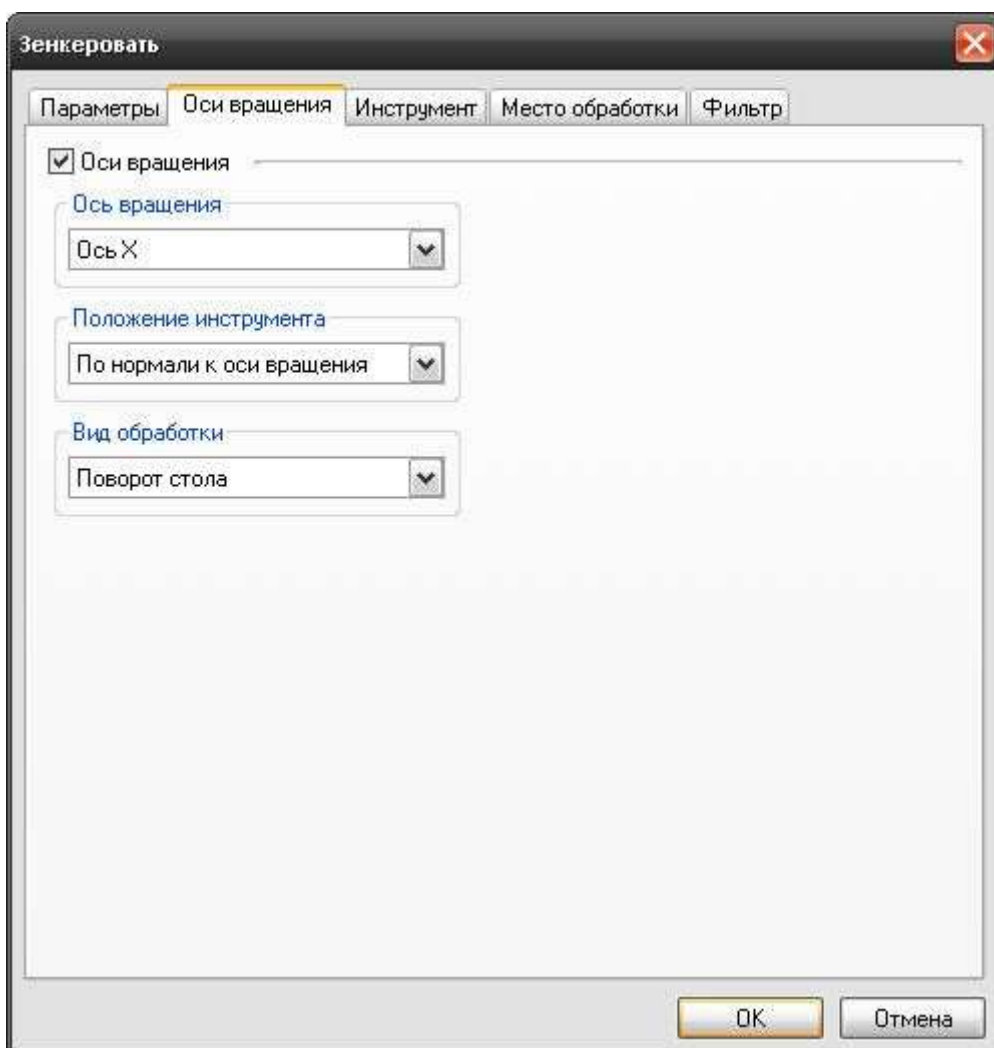 Зенкеровать
Параметры Оси вращения Инструмент Место обработки Фильтр
Оси вращения
Ось вращения
Ось X
Положение инструмента
По нормали к оси вращения
Вид обработки
Поворот стола
OK Отмена